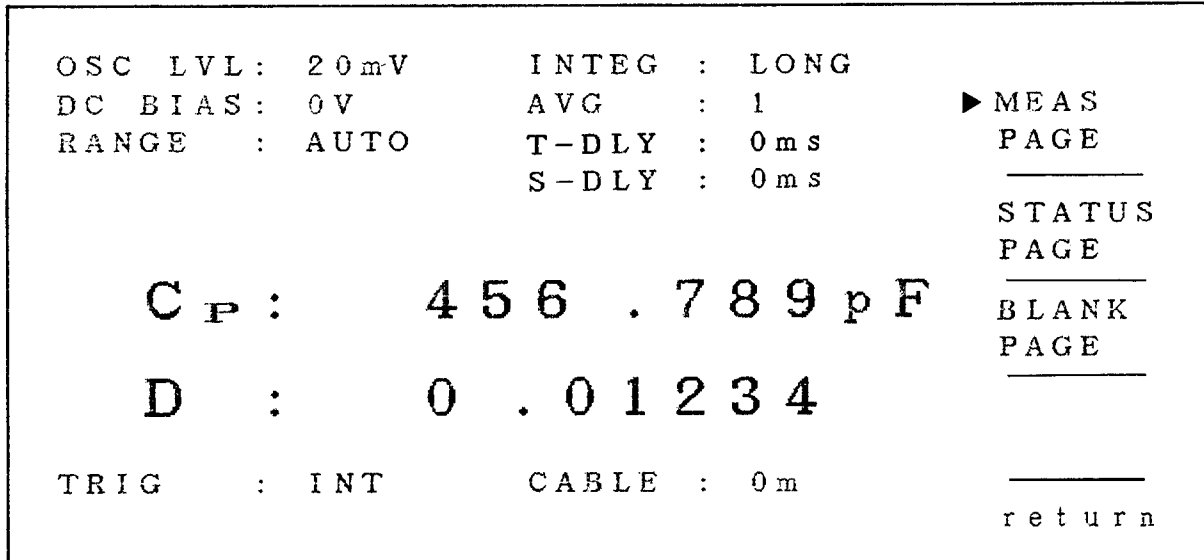 OSC LVL: 20mV INTEG : LONG
DC BIAS: 0V AVG : 1 ▶MEAS
RANGE : AUTO T-DLY : 0ms PAGE
S-DLY : 0ms
STATUS
PAGE
Cp: 456.789pF BLANK
PAGE
D : 0.01234
TRIG : INT CABLE : 0m
return